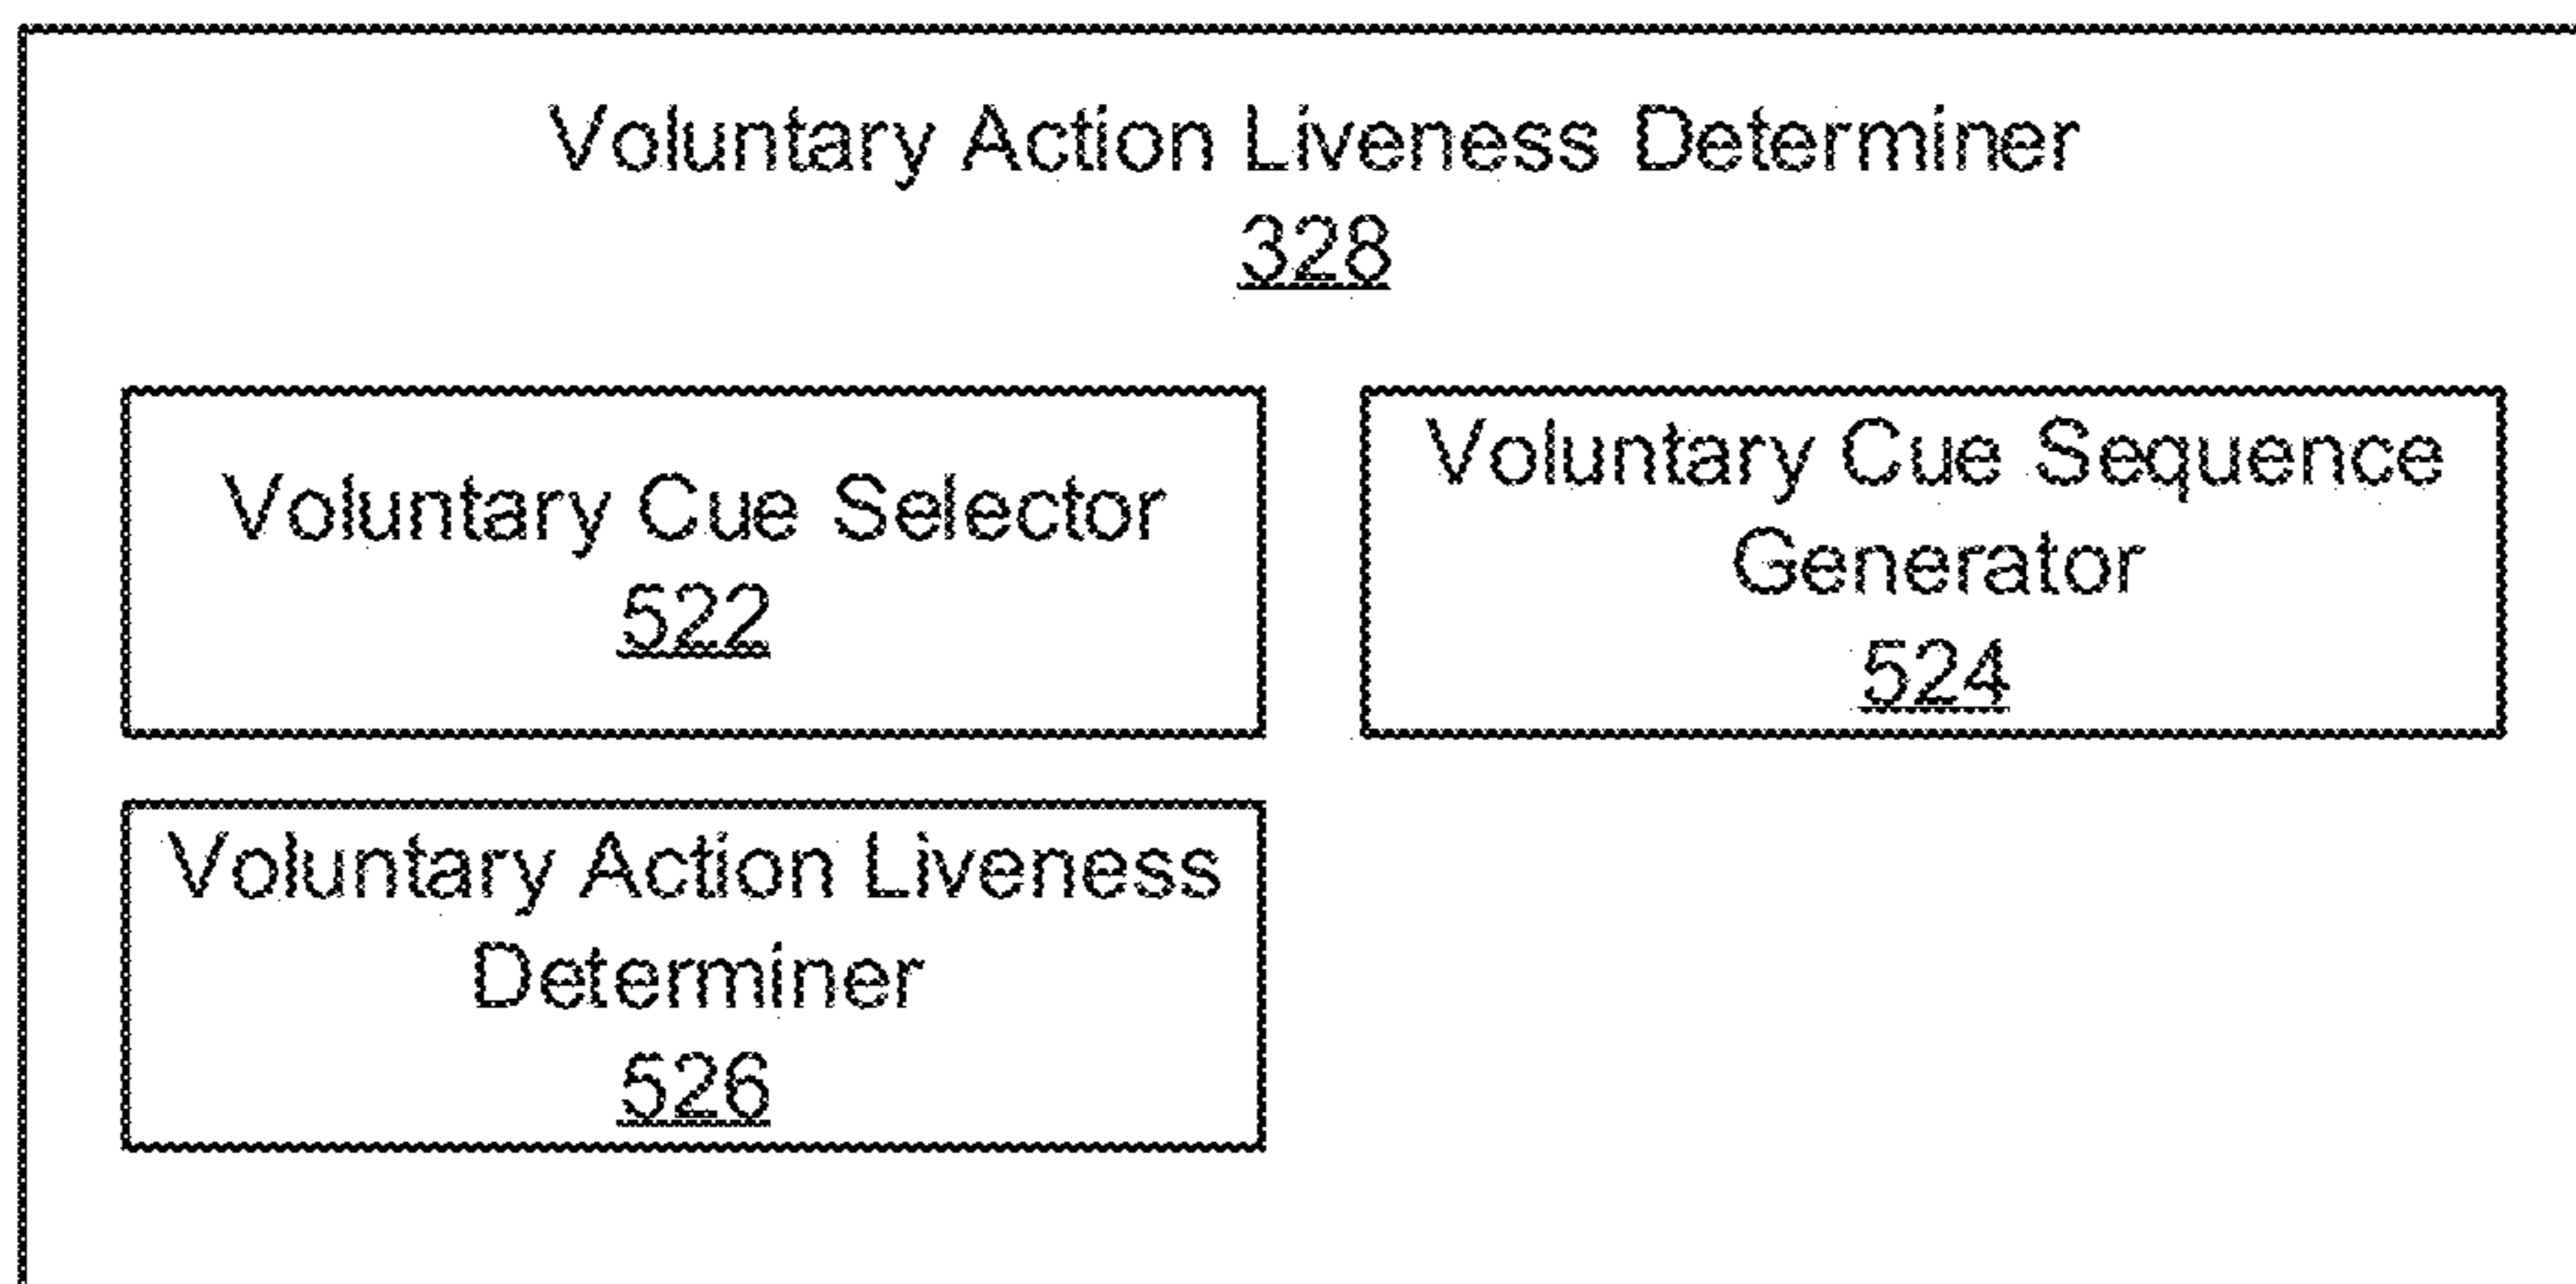 Voluntary Action Liveness Determiner
328
Voluntary Cue Selector
522
Voluntary Cue Sequence
Generator
524
Voluntary Action Liveness
Determiner
526